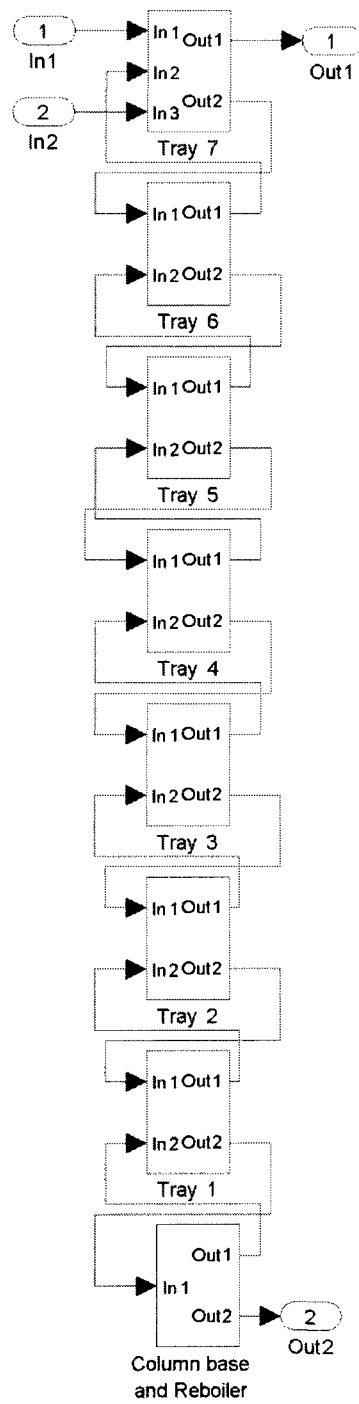 1
In1
2
In2
In1 Out1
In2
Out2
In3
Tray 7
1
Out1
In1 Out1
In2 Out2
Tray 6
In1 Out1
In2 Out2
Tray 5
In1 Out1
In2 Out2
Tray 4
In1 Out1
In2 Out2
Tray 3
In1 Out1
In2 Out2
Tray 2
In1 Out1
In2 Out2
Tray 1
Out1
In1
Out2
2
Out2
Column base
and Reboiler